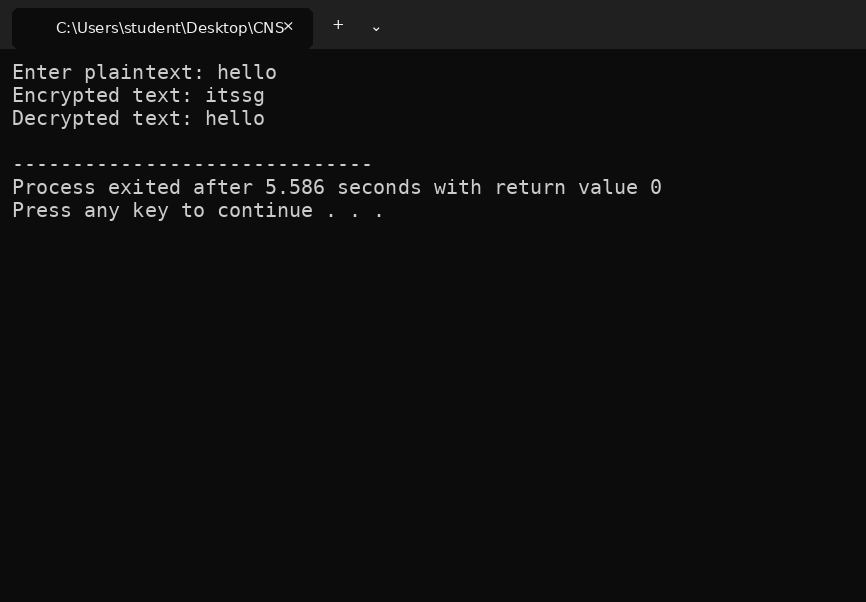 C:\Users\student\Desktop\CNS
Enter plaintext: hello
Encrypted text: itssg
Decrypted text: hello
-------------------------------
Process exited after 5.586 seconds with return value 0
Press any key to continue . . .